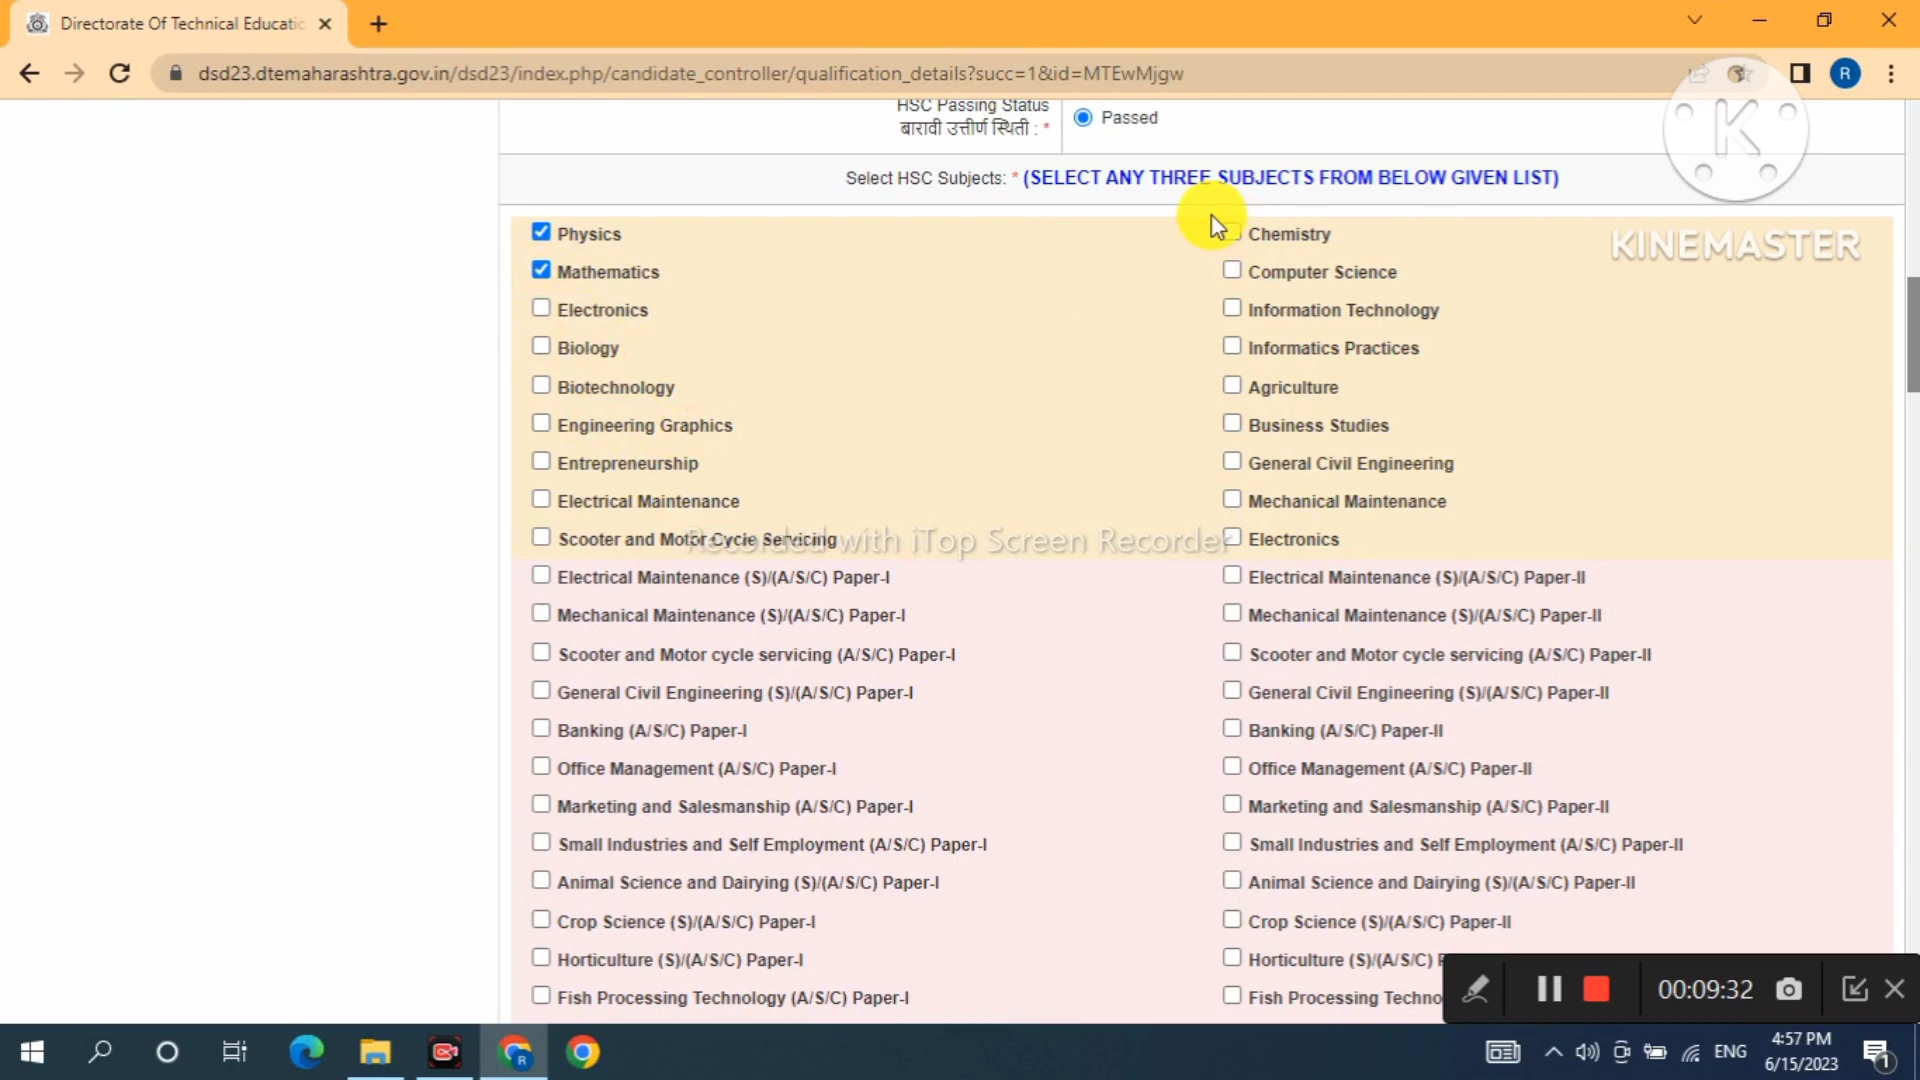 Directorate Of Technical Educatio
dsd23.dtemaharashtra.gov.in/dsd23/index.php/candidate_controller/qualification_details?succ=1&id=MTEwMjgw
R
HSC Passing Status
बारावी उत्तीर्ण स्थिती : *
Passed
K
KINEMASTER
Select HSC Subjects: * (SELECT ANY THREE SUBJECTS FROM BELOW GIVEN LIST)
Physics
Chemistry
Mathematics
Computer Science
Electronics
Information Technology
Biology
Informatics Practices
Biotechnology
Agriculture
Engineering Graphics
Business Studies
Entrepreneurship
General Civil Engineering
Electrical Maintenance
Mechanical Maintenance
Scooter and Motor Cycle Servicing
Electronics
Recorded with iTop Screen Recorder
Electrical Maintenance (S)/(A/S/C) Paper-I
Electrical Maintenance (S)/(A/S/C) Paper-II
Mechanical Maintenance (S)/(A/S/C) Paper-I
Mechanical Maintenance (S)/(A/S/C) Paper-II
Scooter and Motor cycle servicing (A/S/C) Paper-I
Scooter and Motor cycle servicing (A/S/C) Paper-II
General Civil Engineering (S)/(A/S/C) Paper-I
General Civil Engineering (S)/(A/S/C) Paper-II
Banking (A/S/C) Paper-I
Banking (A/S/C) Paper-II
Office Management (A/S/C) Paper-I
Office Management (A/S/C) Paper-II
Marketing and Salesmanship (A/S/C) Paper-I
Marketing and Salesmanship (A/S/C) Paper-II
Small Industries and Self Employment (A/S/C) Paper-I
Small Industries and Self Employment (A/S/C) Paper-II
Animal Science and Dairying (S)/(A/S/C) Paper-I
Animal Science and Dairying (S)/(A/S/C) Paper-II
Crop Science (S)/(A/S/C) Paper-I
Crop Science (S)/(A/S/C) Paper-II
Horticulture (S)/(A/S/C) Paper-I
Horticulture (S)/(A/S/C) P
Fish Processing Technology (A/S/C) Paper-I
Fish Processing Techno
00:09:32
R
ENG
4:57 PM
6/15/2023
1